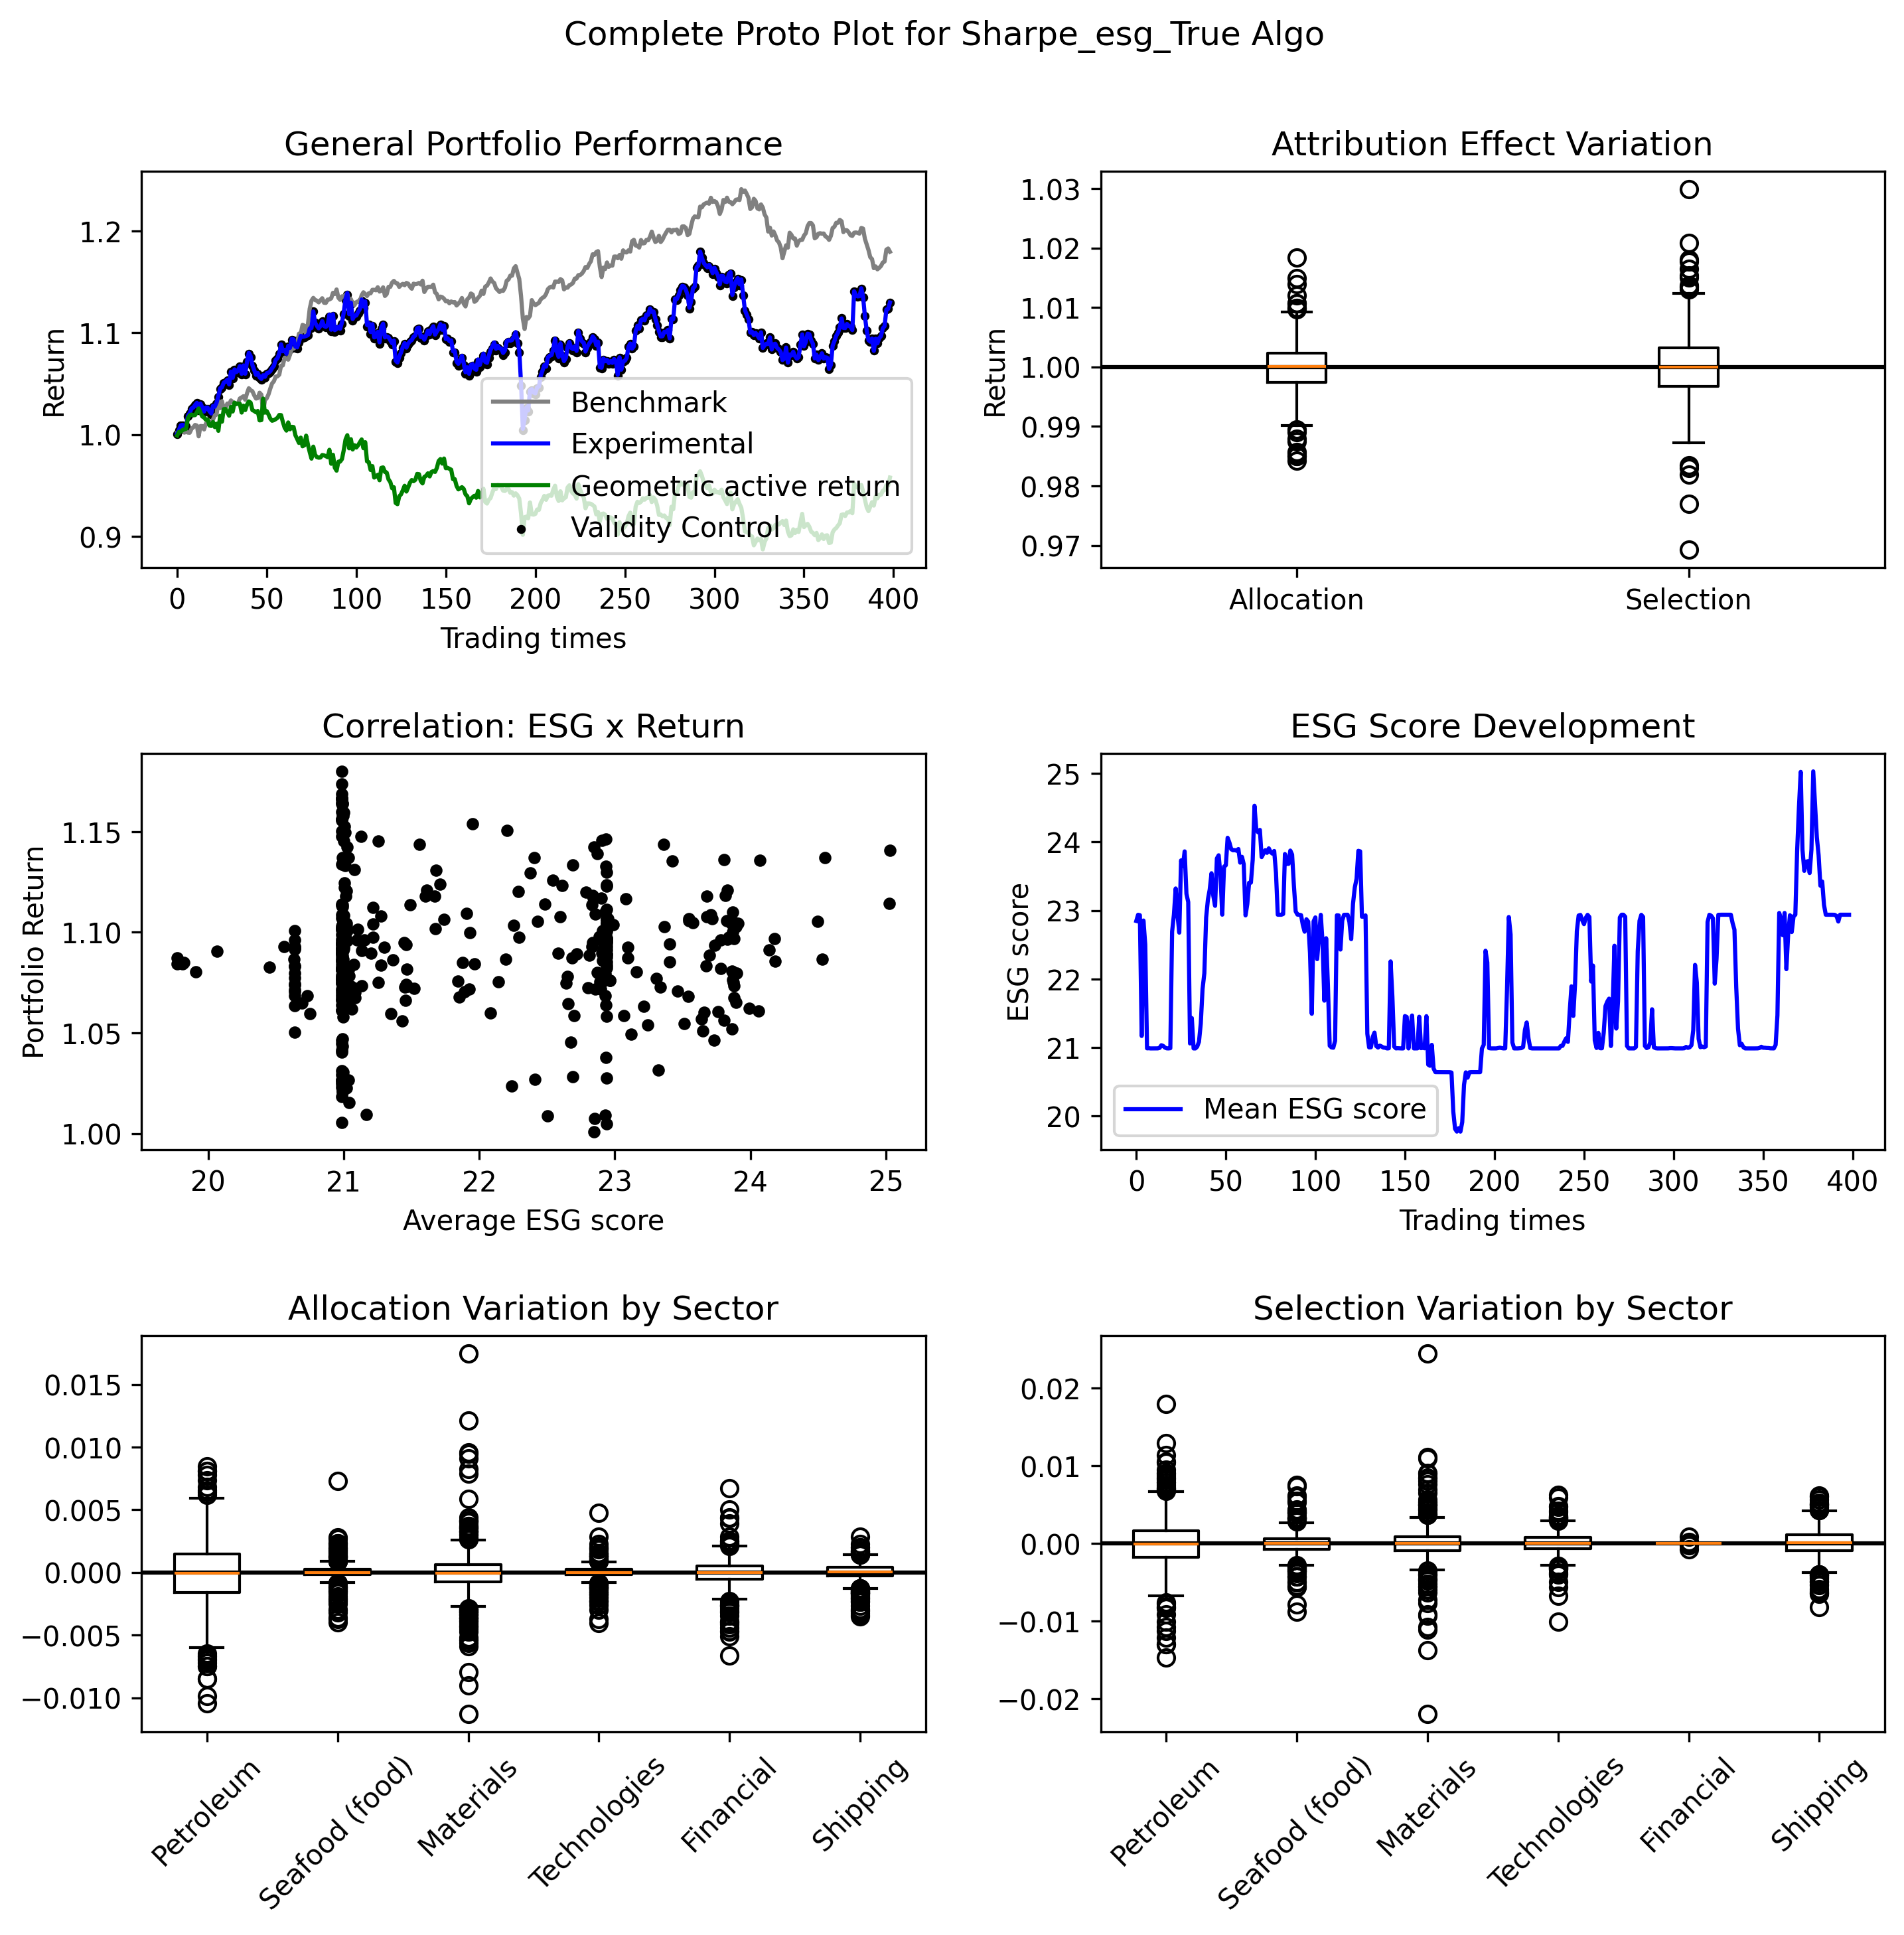 Complete Proto Plot for Sharpe_esg_True Algo
General Portfolio Performance
Return
1.2
1.1
1.0
0.9
Benchmark
Experimental
Geometric active return
Validity Control
0 50 100 150 200 250 300 350 400
Trading times
Attribution Effect Variation
Return
1.03
1.02
1.01
1.00
0.99
0.98
0.97
Allocation Selection
Correlation: ESG x Return
Portfolio Return
1.15
1.10
1.05
1.00
20 21 22 23 24 25
Average ESG score
ESG Score Development
ESG score
25
24
23
22
21
20
Mean ESG score
0 50 100 150 200 250 300 350 400
Trading times
Allocation Variation by Sector
0.015
0.010
0.005
0.000
−0.005
−0.010
Petroleum
Seafood (food)
Materials
Technologies
Financial
Shipping
Selection Variation by Sector
0.02
0.01
0.00
−0.01
−0.02
Petroleum
Seafood (food)
Materials
Technologies
Financial
Shipping